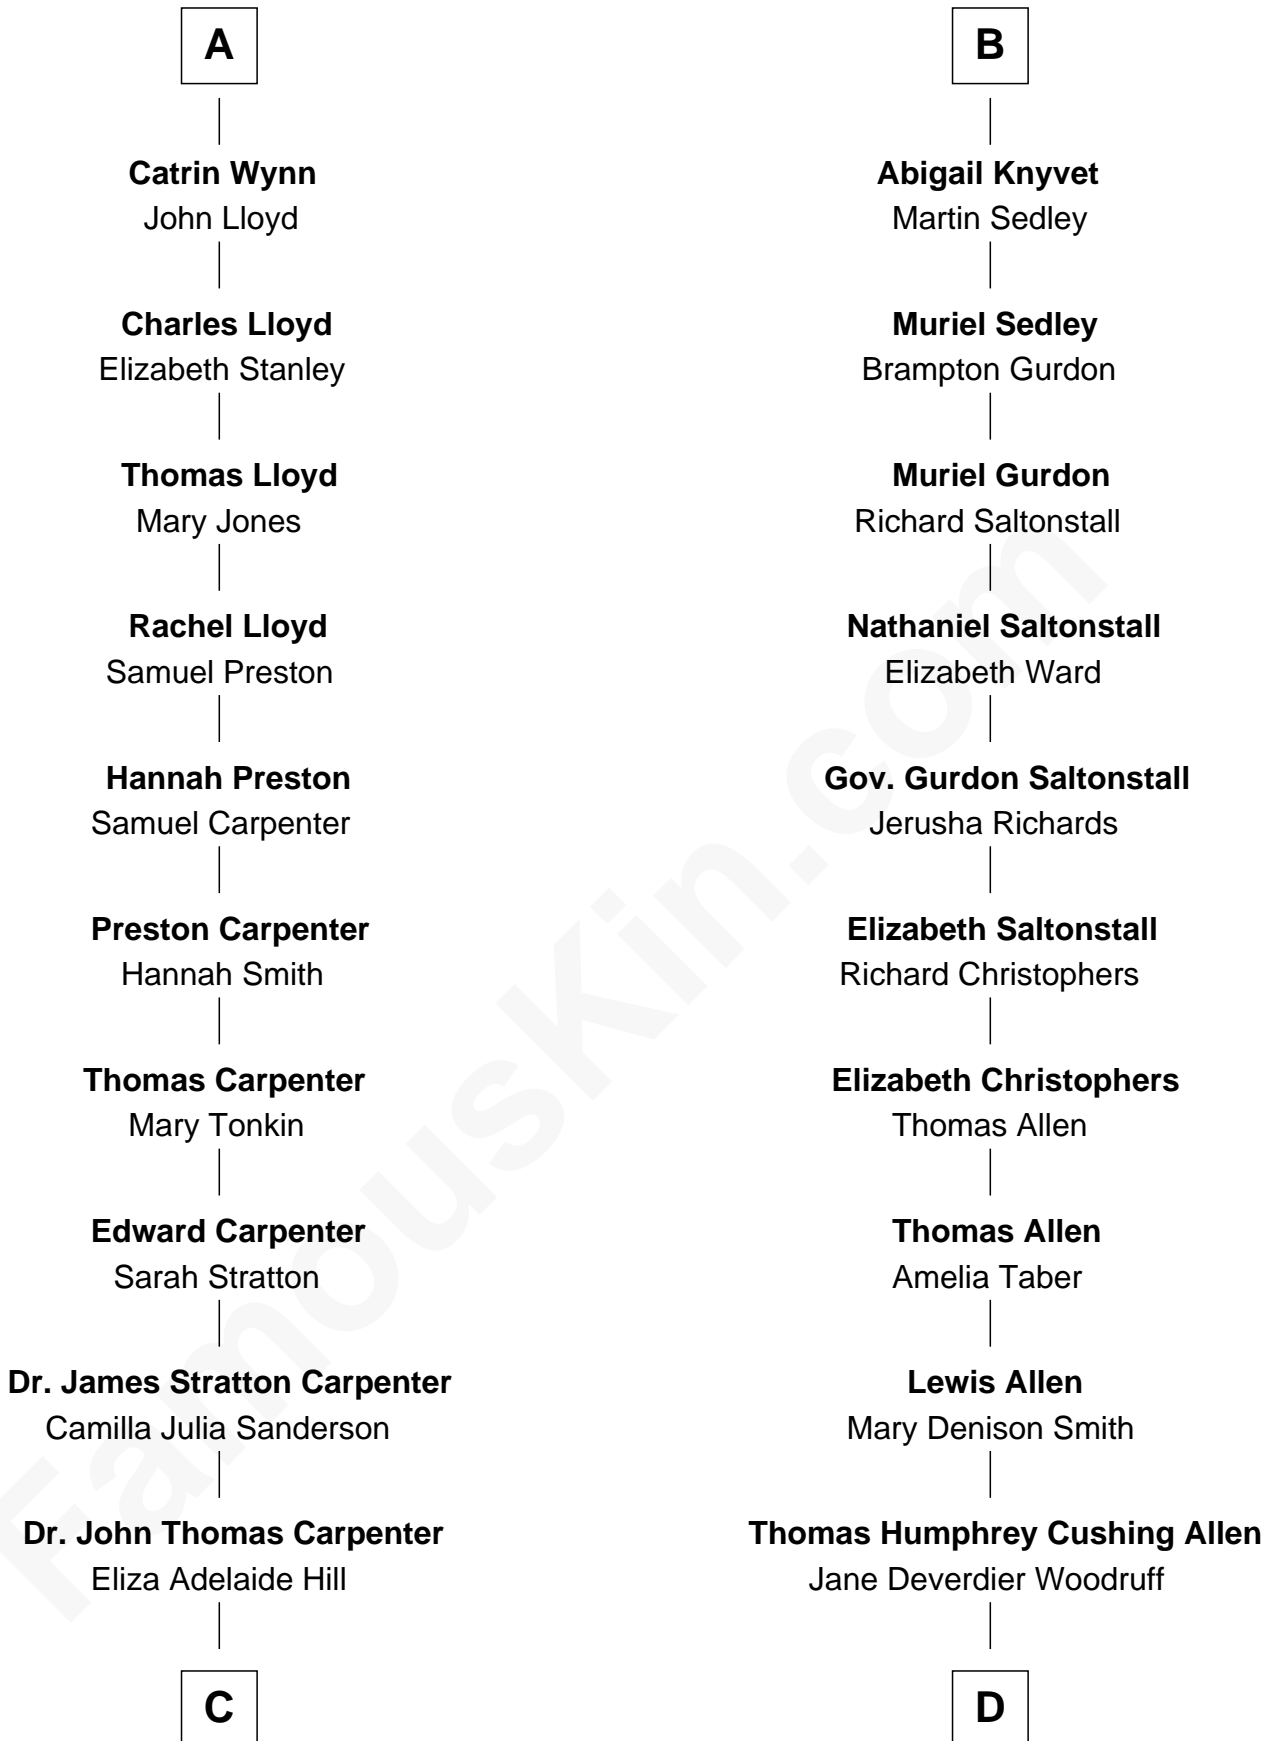 A
Catrin Wynn
John Lloyd
Charles Lloyd
Elizabeth Stanley
Thomas Lloyd
Mary Jones
Rachel Lloyd
Samuel Preston
Hannah Preston
Samuel Carpenter
Preston Carpenter
Hannah Smith
Thomas Carpenter
Mary Tonkin
Edward Carpenter
Sarah Stratton
Dr. James Stratton Carpenter
Camilla Julia Sanderson
Dr. John Thomas Carpenter
Eliza Adelaide Hill
C
B
Abigail Knyvet
Martin Sedley
Muriel Sedley
Brampton Gurdon
Muriel Gurdon
Richard Saltonstall
Nathaniel Saltonstall
Elizabeth Ward
Gov. Gurdon Saltonstall
Jerusha Richards
Elizabeth Saltonstall
Richard Christophers
Elizabeth Christophers
Thomas Allen
Thomas Allen
Amelia Taber
Lewis Allen
Mary Denison Smith
Thomas Humphrey Cushing Allen
Jane Deverdier Woodruff
D
FamousKin.com